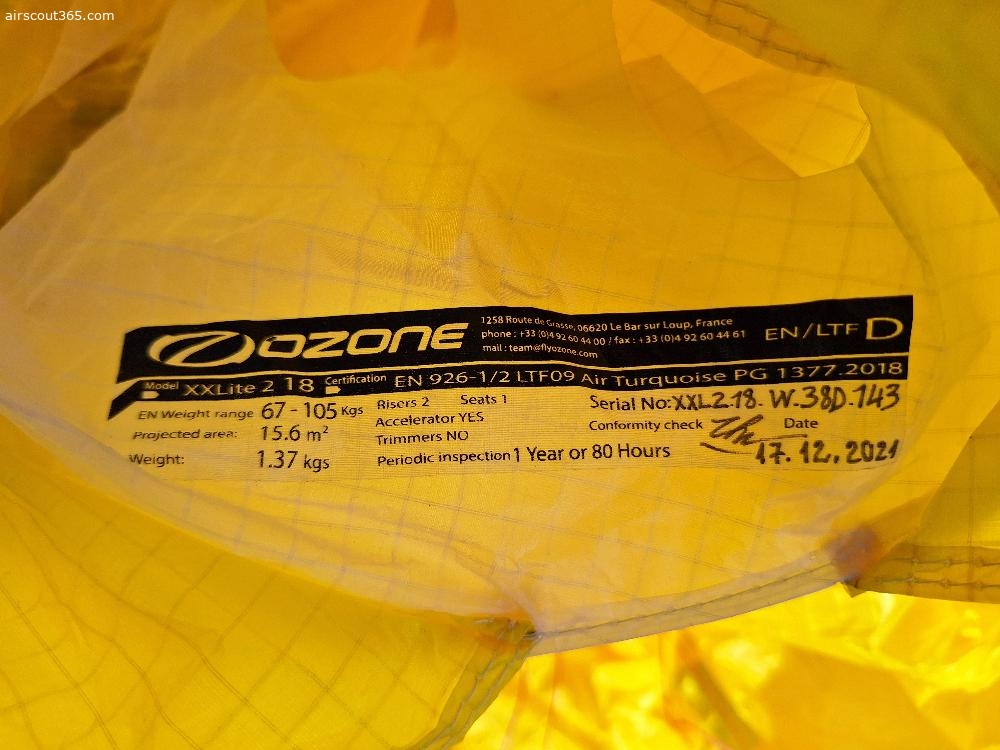 airscout365.com
OZONE
1258 Route de Grasse, 06620 Le Bar sur Loup, France
phone : +33 (0)4 92 60 44 00 / fax : +33 (0)4 92 60 44 61
mail : team@flyozone.com
EN/LTF D
Model XXLite 2 18 Certification EN 926-1/2 LTF09 Air Turquoise PG 1377.2018
EN Weight range 67 - 105 Kgs
Projected area: 15.6 m²
Weight: 1.37 kgs
Risers 2 Seats 1
Accelerator YES
Trimmers NO
Periodic inspection 1 Year or 80 Hours
Serial No: XXL2.18. W.38D.143
Conformity check Date
17.12.2021